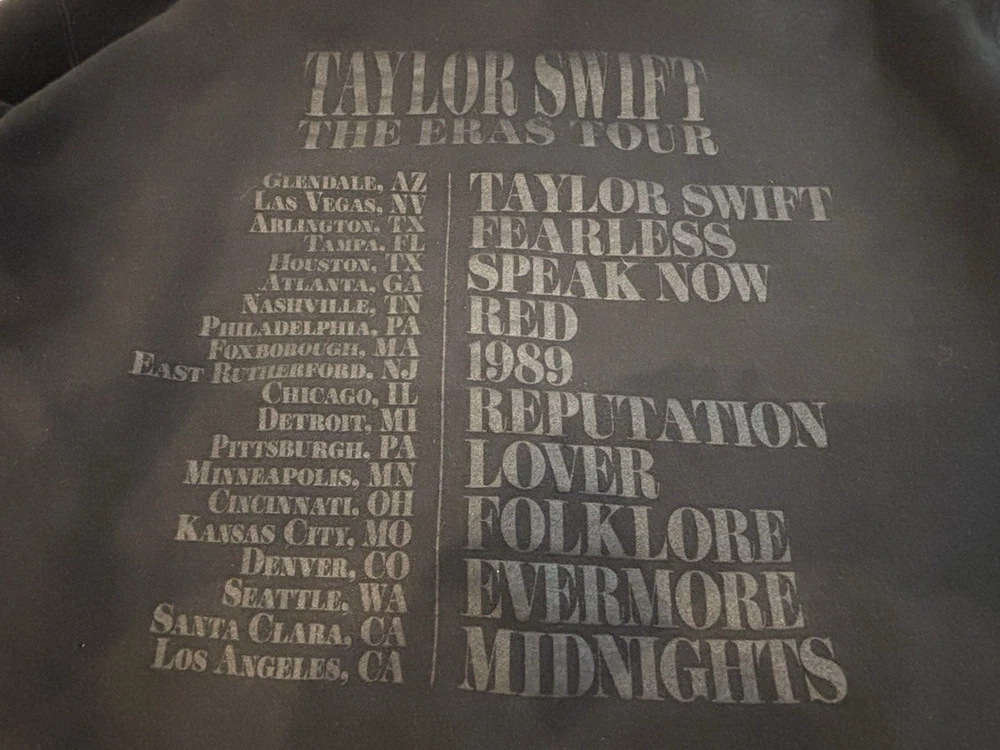 TAYLOR SWIFT
THE ERAS TOUR
GLENDALE, AZ
LAS VEGAS, NV
ARLINGTON, TX
TAMPA, FL
HOUSTON, TX
ATLANTA, GA
NASHVILLE, TN
PHILADELPHIA, PA
FOXBOROUGH, MA
EAST RUTHERFORD, NJ
CHICAGO, IL
DETROIT, MI
PITTSBURGH, PA
MINNEAPOLIS, MN
CINCINNATI, OH
KANSAS CITY, MO
DENVER, CO
SEATTLE, WA
SANTA CLARA, CA
LOS ANGELES, CA
TAYLOR SWIFT
FEARLESS
SPEAK NOW
RED
1989
REPUTATION
LOVER
FOLKLORE
EVERMORE
MIDNIGHTS